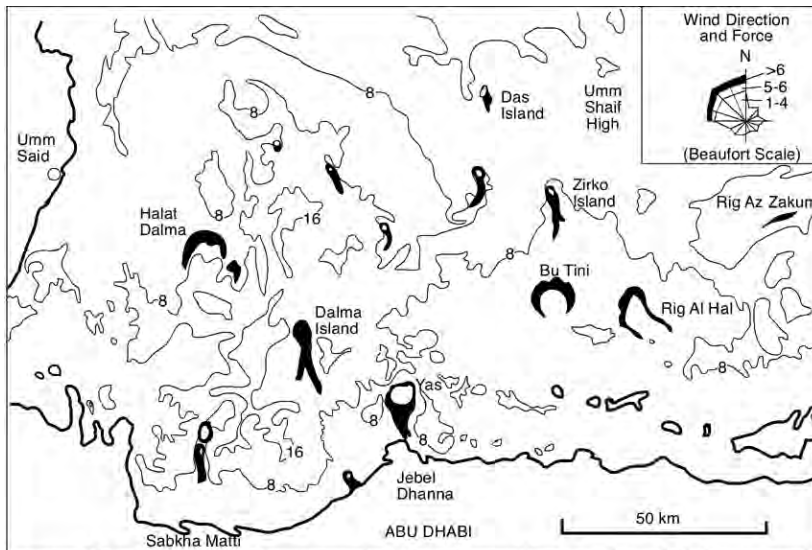 Wind Direction
and Force
N
>6
5-6
1-4
(Beaufort Scale)
8
Das
Island
Umm
Shaif
High
8
Umm
Said
Zirko
Island
Rig Az Zakum
Halat
Dalma
8
16
8
Bu Tini
8
Dalma
Island
Rig Al Hal
8
Yas
8
8
16
8
Jebel
Dhanna
50 km
Sabkha Matti
ABU DHABI